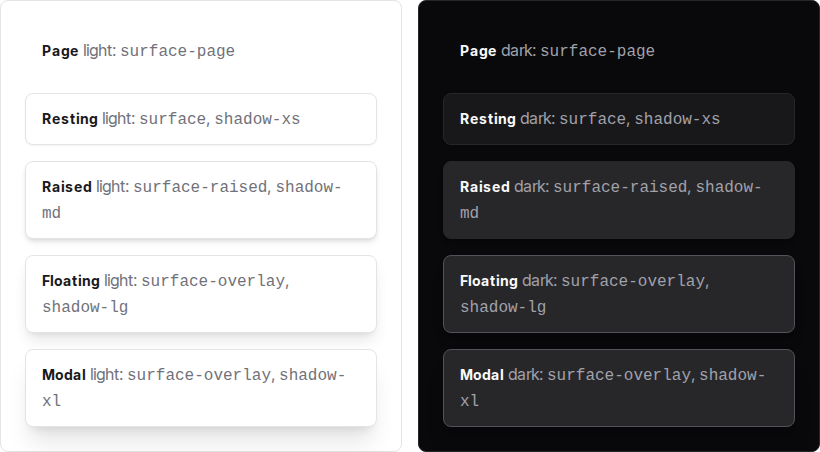 Page light: surface-page
Resting light: surface, shadow-xs
Raised light: surface-raised, shadow-
md
Floating light: surface-overlay,
shadow-lg
Modal light: surface-overlay, shadow-
xl
Page dark: surface-page
Resting dark: surface, shadow-xs
Raised dark: surface-raised, shadow-
md
Floating dark: surface-overlay,
shadow-lg
Modal dark: surface-overlay, shadow-
xl